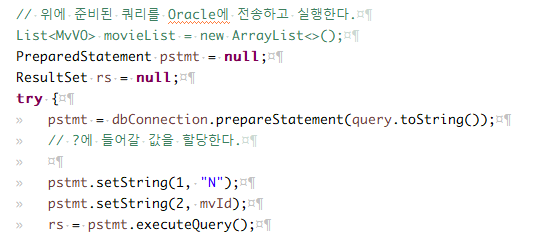 // 위에 준비된 쿼리를 Oracle에 전송하고 실행한다.¤¶
List<MvVO> movieList = new ArrayList<>();¤¶
PreparedStatement pstmt = null;¤¶
ResultSet rs = null;¤¶
try {¤¶
» pstmt = dbConnection.prepareStatement(query.toString());¤¶
» // ?에 들어갈 값을 할당한다.¤¶
» ¤¶
» pstmt.setString(1, "N");¤¶
» pstmt.setString(2, mvId);¤¶
» rs = pstmt.executeQuery();¤¶